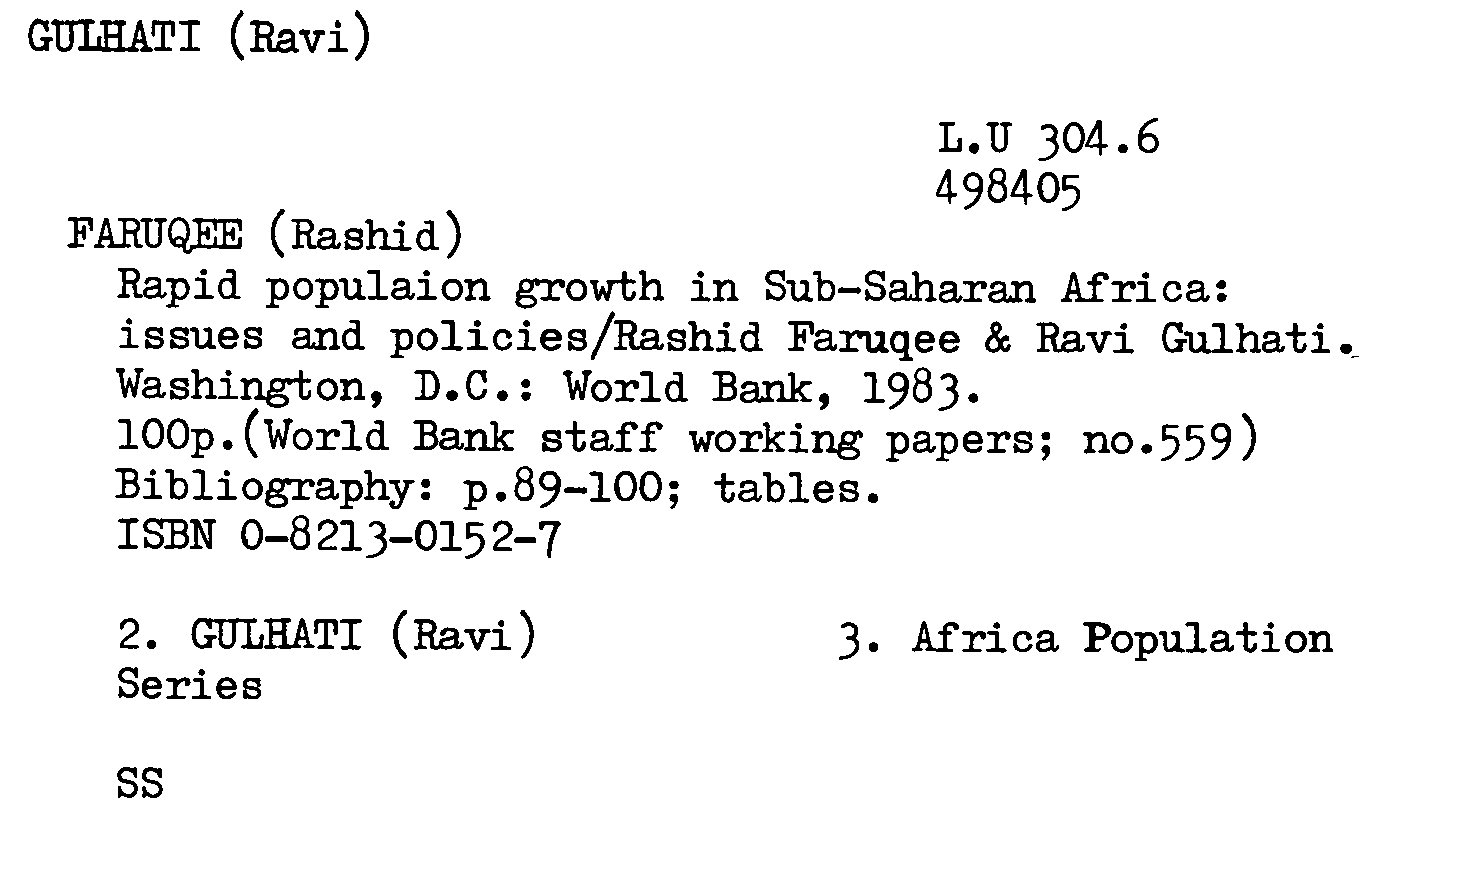 GULHATI (Ravi)
L.U 304.6
498405
FARUQEE (Rashid)
Rapid populaion growth in Sub-Saharan Africa:
issues and policies/Rashid Faruqee & Ravi Gulhati.
Washington, D.C.: World Bank, 1983.
100p.(World Bank staff working papers; no.559)
Bibliography: p.89-100; tables.
ISBN 0-8213-0152-7
2. GULHATI (Ravi) 3. Africa Population
Series
SS